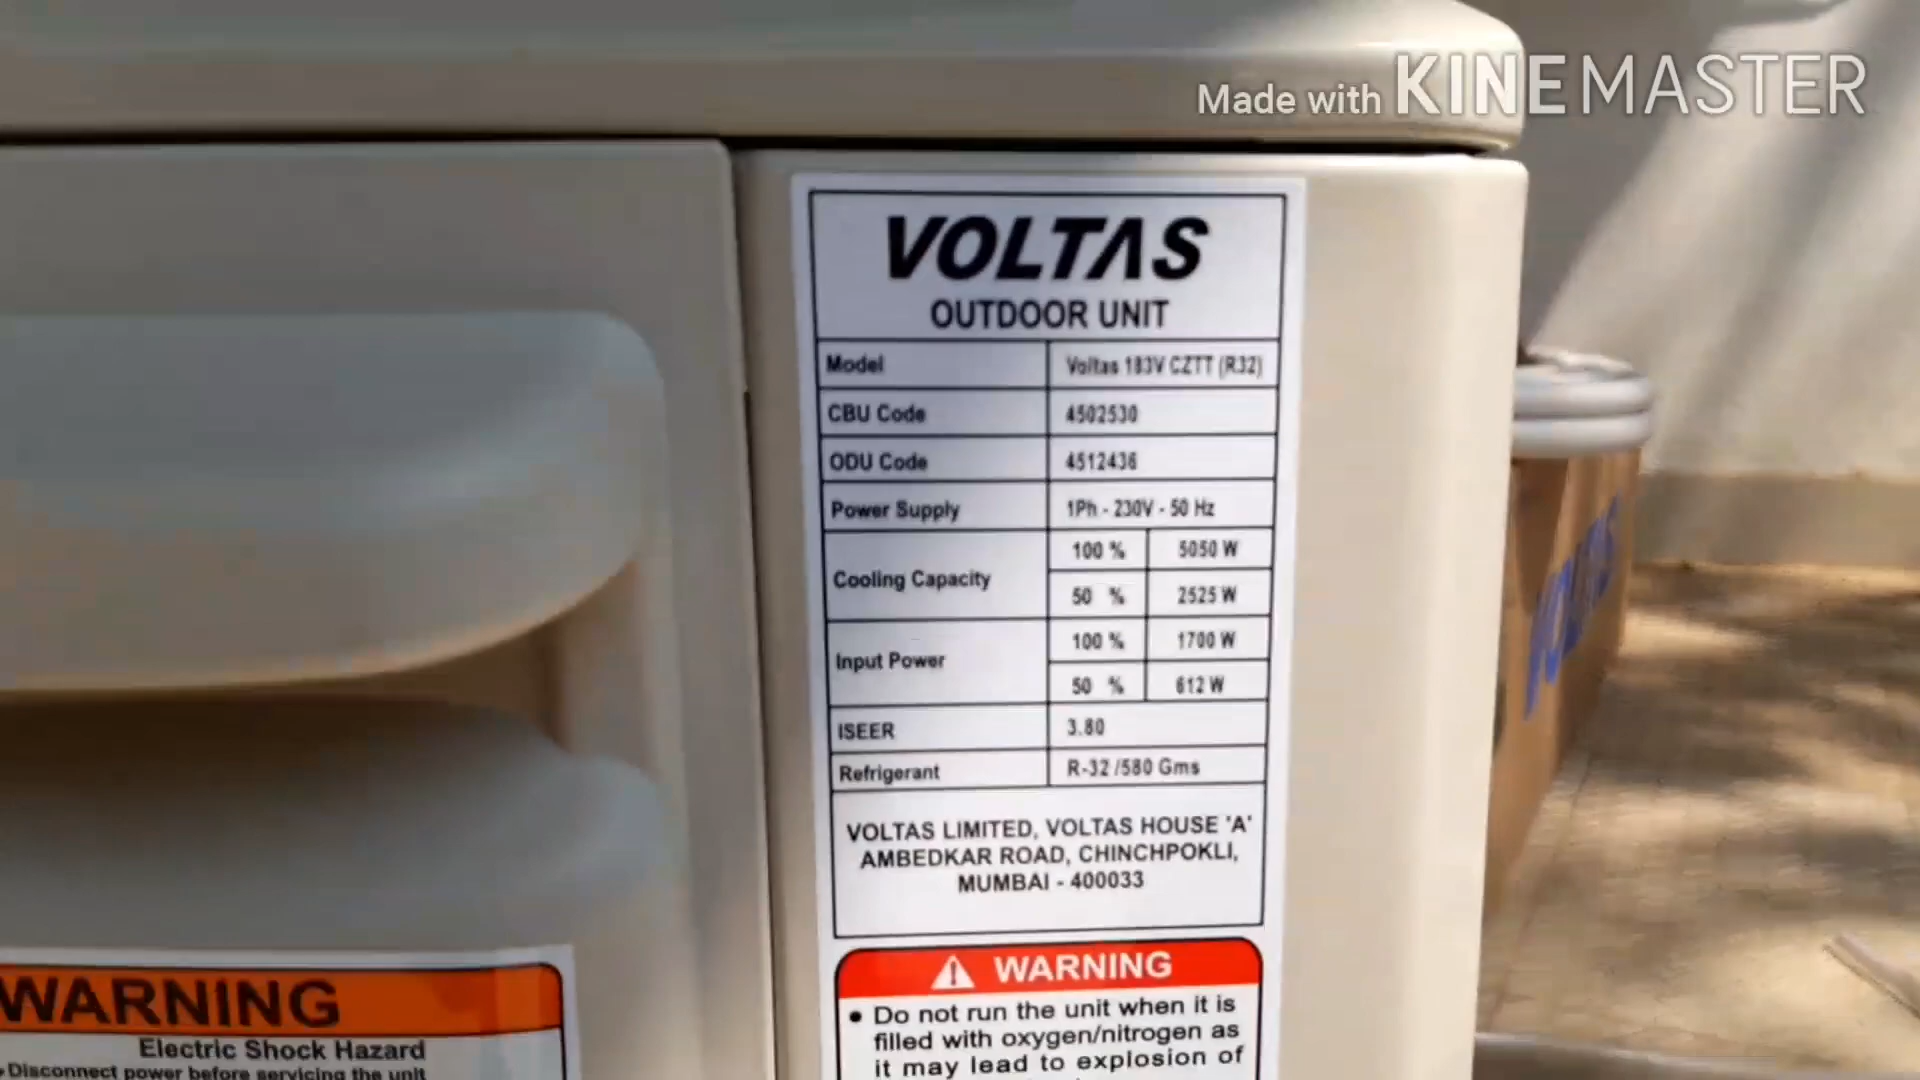 Made with KINEMASTER
VOLTAS
OUTDOOR UNIT
Model Voltas 183V CZTT (R32)
CBU Code 4502530
ODU Code 4512436
Power Supply 1Ph - 230V - 50 Hz
Cooling Capacity 100 % 5050 W
50 % 2525 W
Input Power 100 % 1700 W
50 % 612 W
ISEER 3.80
Refrigerant R-32 /580 Gms
VOLTAS LIMITED, VOLTAS HOUSE 'A'
AMBEDKAR ROAD, CHINCHPOKLI,
MUMBAI - 400033
WARNING
• Do not run the unit when it is
filled with oxygen/nitrogen as
it may lead to explosion of
WARNING
Electric Shock Hazard
• Disconnect power before servicing the unit
VOLTAS